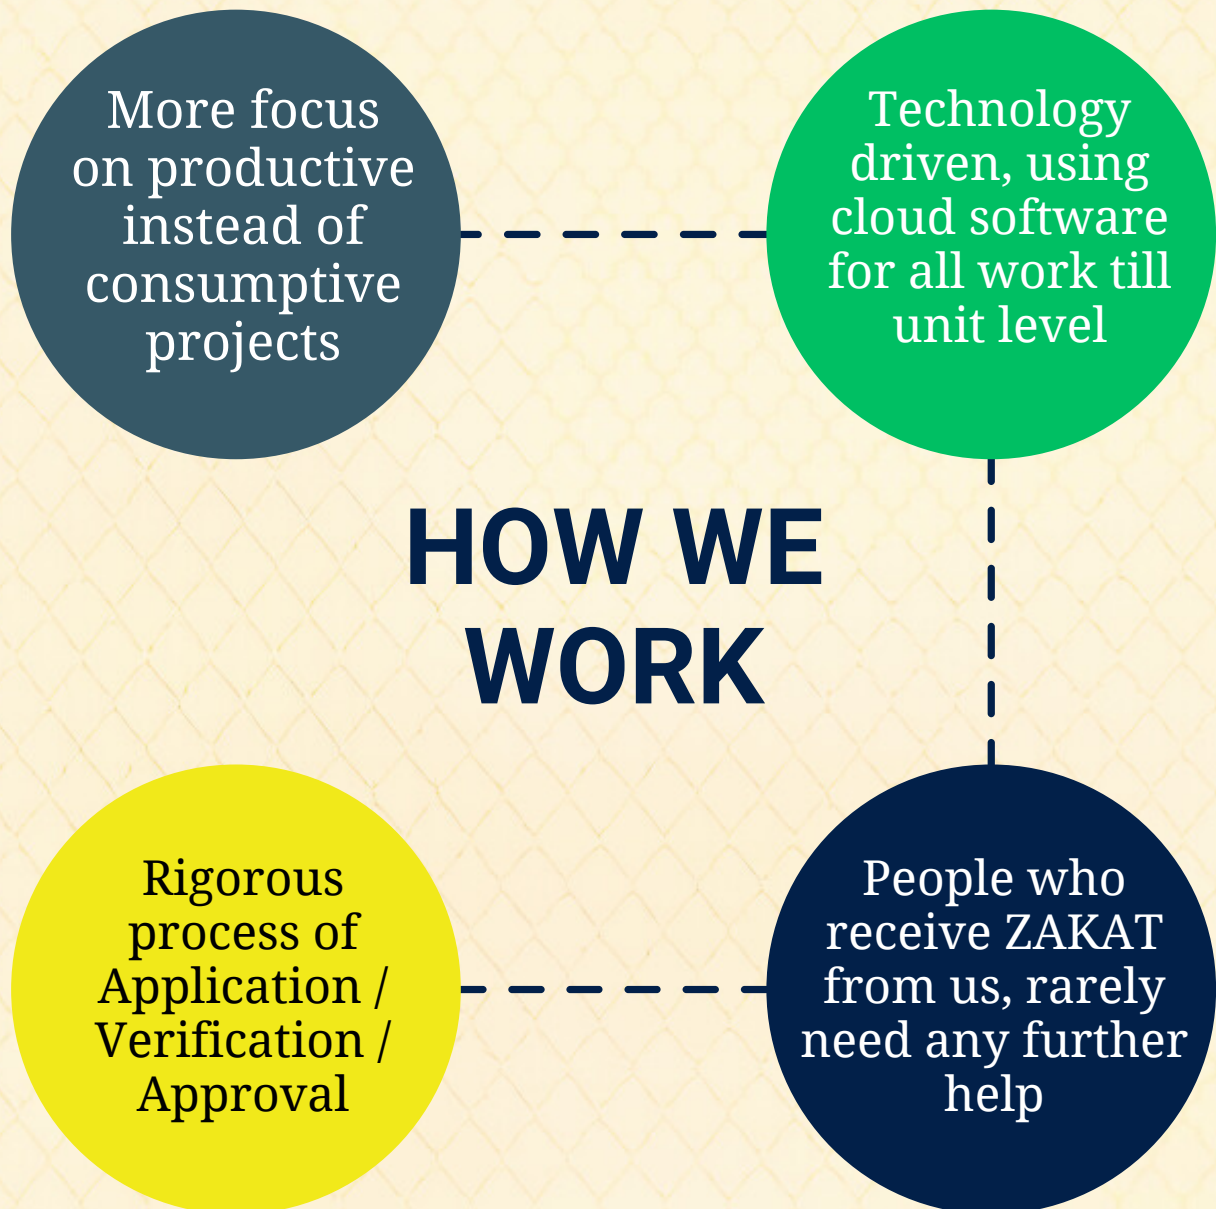 More focus
on productive
instead of
consumptive
projects
Technology
driven, using
cloud software
for all work till
unit level
HOW WE
WORK
Rigorous
process of
Application /
Verification /
Approval
People who
receive ZAKAT
from us, rarely
need any further
help